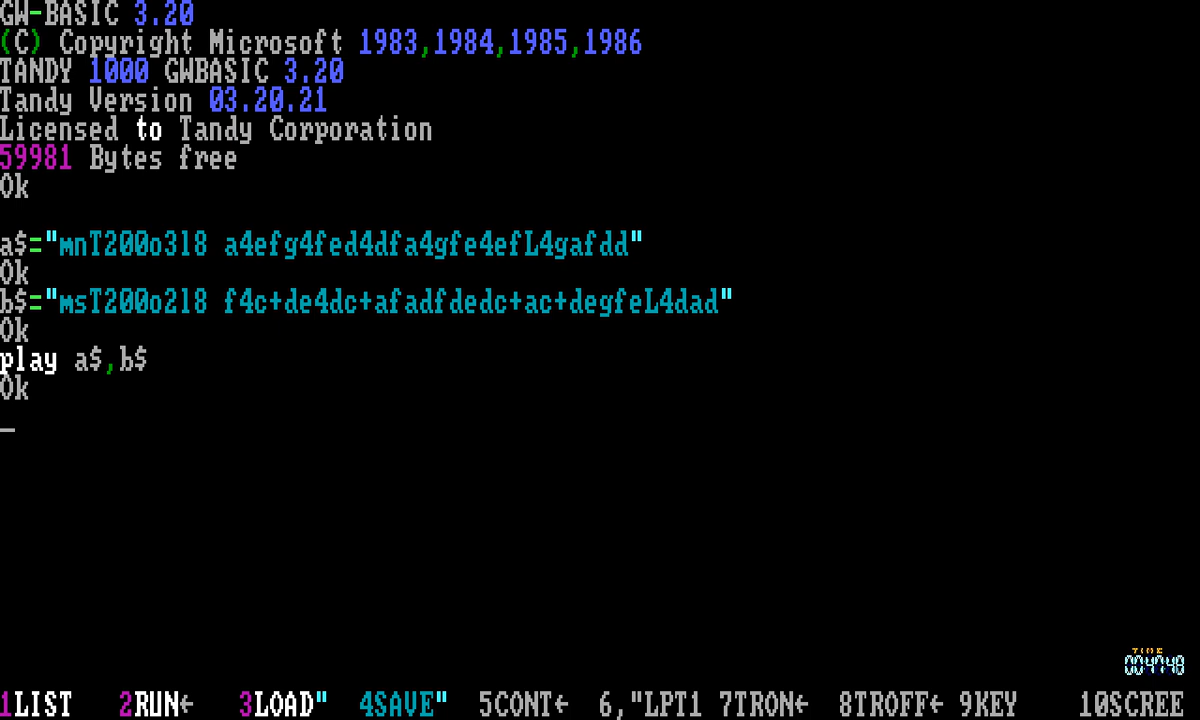 GW-BASIC 3.20
(C) Copyright Microsoft 1983,1984,1985,1986
TANDY 1000 GWBASIC 3.20
Tandy Version 03.20.21
Licensed to Tandy Corporation
59981 Bytes free
Ok
a$="mnT200o3l8 a4efg4fed4dfa4gfe4efL4gafdd"
Ok
b$="msT200o2l8 f4c+de4dc+afadfdedc+ac+degfeL4dad"
Ok
play a$,b$
Ok
_
TIME
004048
1LIST 2RUN← 3LOAD" 4SAVE" 5CONT← 6,"LPT1 7TRON← 8TROFF← 9KEY 10SCREE